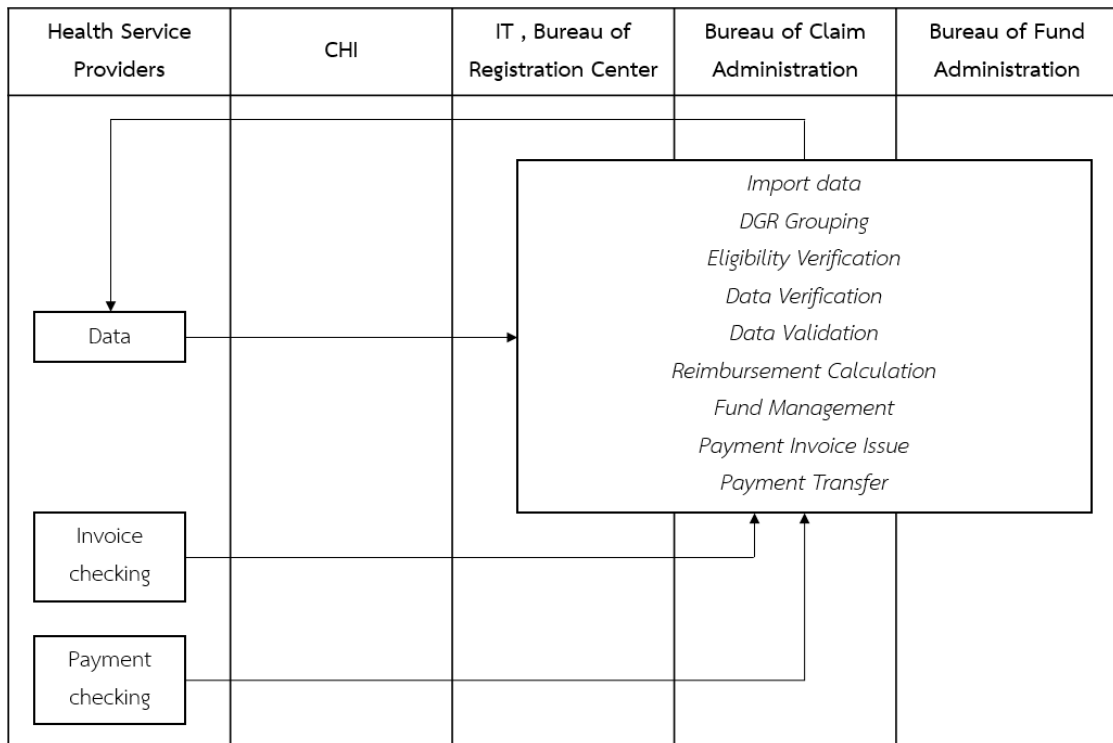 Health Service
Providers
CHI
IT , Bureau of
Registration Center
Bureau of Claim
Administration
Bureau of Fund
Administration
Import data
DGR Grouping
Eligibility Verification
Data Verification
Data Validation
Reimbursement Calculation
Fund Management
Payment Invoice Issue
Payment Transfer
Data
Invoice
checking
Payment
checking